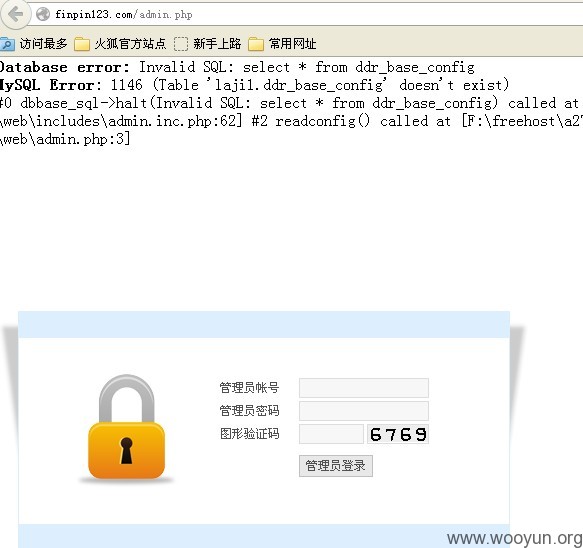 finpin123.com/admin.php
访问最多 火狐官方站点 新手上路 常用网址
Database error: Invalid SQL: select * from ddr_base_config
MySQL Error: 1146 (Table 'laji1.ddr_base_config' doesn't exist)
#0 dbbase_sql->halt(Invalid SQL: select * from ddr_base_config) called at
\web\includes\admin.inc.php:62] #2 readconfig() called at [F:\freehost\a2
\web\admin.php:3]
管理员帐号
管理员密码
图形验证码 6769
管理员登录
www.wooyun.org